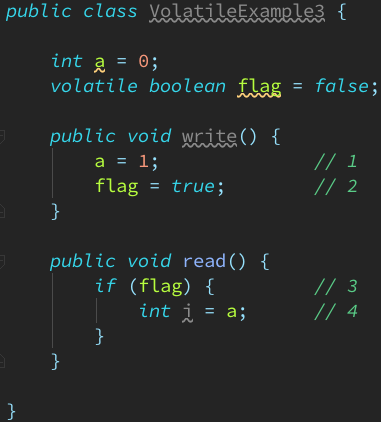 public class VolatileExample3 {
int a = 0;
volatile boolean flag = false;
public void write() {
a = 1; // 1
flag = true; // 2
}
public void read() {
if (flag) { // 3
int j = a; // 4
}
}
}